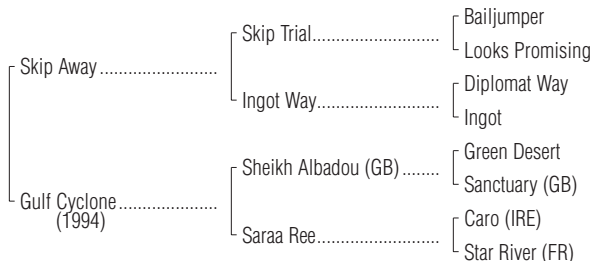 Bailjumper
Skip Trial
Looks Promising
Skip Away
Diplomat Way
Ingot Way
Ingot
Green Desert
Sheikh Albadou (GB)
Sanctuary (GB)
Gulf Cyclone
(1994)
Caro (IRE)
Saraa Ree
Star River (FR)